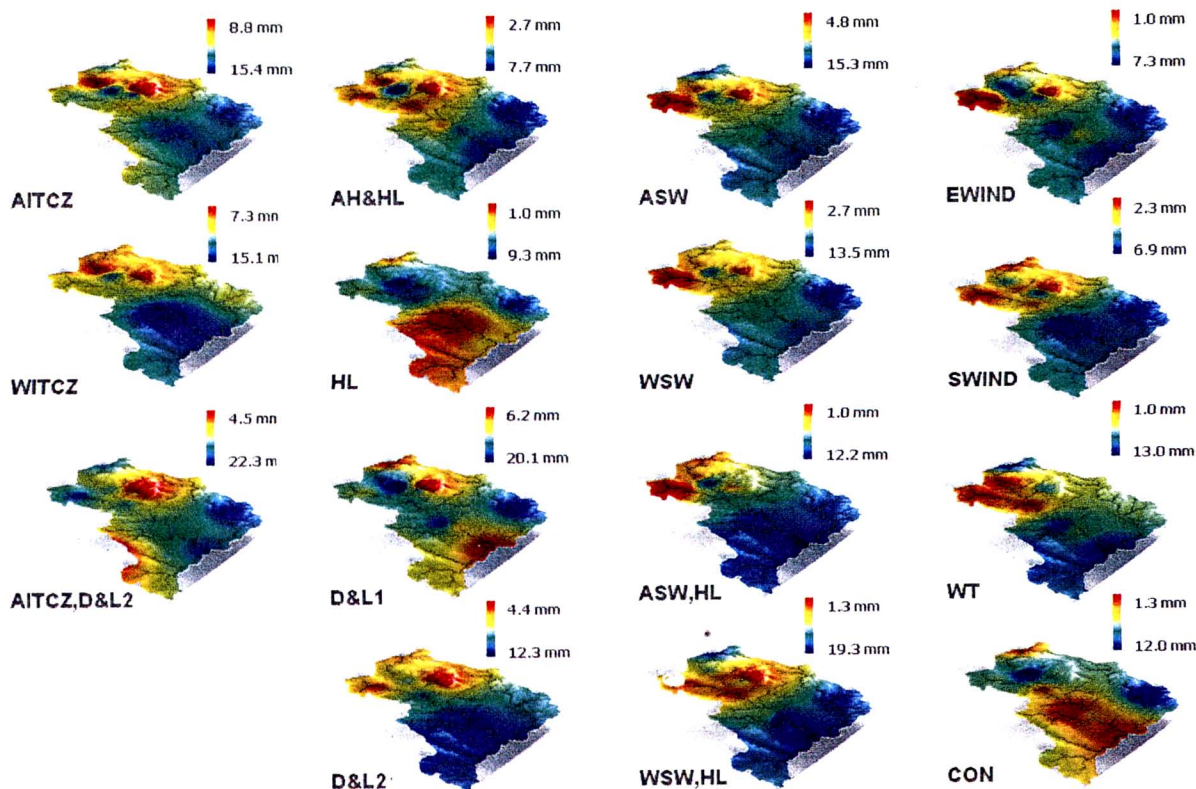 8.8 mm
15.4 mm
AITCZ
2.7 mm
7.7 mm
AH&HL
4.8 mm
15.3 mm
ASW
1.0 mm
7.3 mm
EWIND
7.3 mm
15.1 m
WITCZ
1.0 mm
9.3 mm
HL
2.7 mm
13.5 mm
WSW
2.3 mm
6.9 mm
SWIND
4.5 mm
22.3 m
AITCZ,D&L2
6.2 mm
20.1 mm
D&L1
1.0 mm
12.2 mm
ASW,HL
1.0 mm
13.0 mm
WT
4.4 mm
12.3 mm
D&L2
1.3 mm
19.3 mm
WSW,HL
1.3 mm
12.0 mm
CON